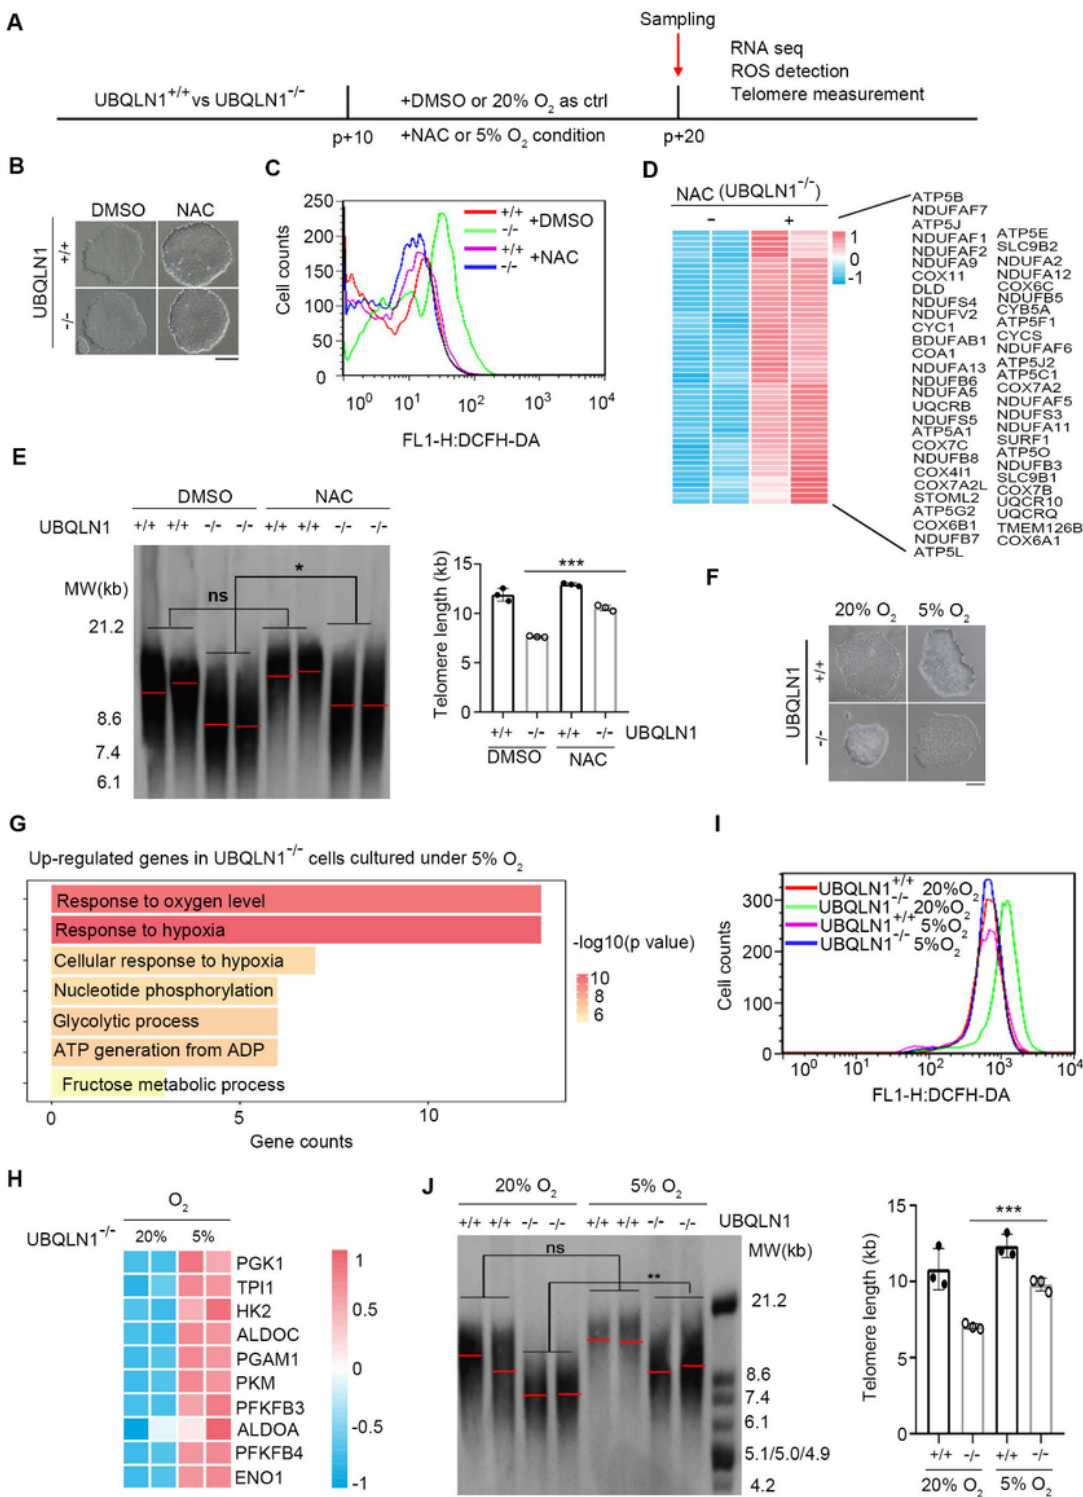 A
Sampling
RNA seq
ROS detection
Telomere measurement
UBQLN1+/+ vs UBQLN1-/-
+DMSO or 20% O2 as ctrl
p+10
+NAC or 5% O2 condition
p+20
B
DMSO NAC
UBQLN1
+/+
-/-
C
Cell counts
250
200
150
100
50
0
+/+
-/-
+DMSO
+/+
-/-
+NAC
10^0 10^1 10^2 10^3 10^4
FL1-H:DCFH-DA
D
NAC (UBQLN1-/-)
- +
1
0
-1
ATP5B
NDUFAF7
ATP5J
NDUFAF1
NDUFAF2
NDUFA9
COX11
DLD
NDUFS4
NDUFV2
CYC1
BDUFAB1
COA1
NDUFA13
NDUFB6
NDUFA5
UQCRB
NDUFS5
ATP5A1
COX7C
NDUFB8
COX4I1
COX7A2L
STOML2
ATP5G2
COX6B1
NDUFB7
ATP5L
ATP5E
SLC9B2
NDUFA2
NDUFA12
COX6C
NDUFB5
CYB5A
ATP5F1
CYCS
NDUFAF6
ATP5J2
ATP5C1
COX7A2
NDUFAF5
NDUFS3
NDUFA11
SURF1
ATP5O
NDUFB3
SLC9B1
COX7B
UQCR10
UQCRQ
TMEM126B
COX6A1
E
DMSO NAC
UBQLN1 +/+ +/+ -/- -/- +/+ +/+ -/- -/-
MW(kb)
21.2
8.6
7.4
6.1
ns
*
Telomere length (kb)
15
10
5
0
***
+/+ -/- +/+ -/- UBQLN1
DMSO NAC
F
20% O2 5% O2
UBQLN1
+/+
-/-
G
Up-regulated genes in UBQLN1-/- cells cultured under 5% O2
Response to oxygen level
Response to hypoxia
Cellular response to hypoxia
Nucleotide phosphorylation
Glycolytic process
ATP generation from ADP
Fructose metabolic process
0 5 10
Gene counts
-log10(p value)
10
8
6
I
Cell counts
300
200
100
0
UBQLN1+/+ 20%O2
UBQLN1-/- 20%O2
UBQLN1+/+ 5%O2
UBQLN1-/- 5%O2
10^0 10^1 10^2 10^3 10^4
FL1-H:DCFH-DA
H
O2
UBQLN1-/- 20% 5%
PGK1
TPI1
HK2
ALDOC
PGAM1
PKM
PFKFB3
ALDOA
PFKFB4
ENO1
1
0.5
0
-0.5
-1
J
20% O2 5% O2
+/+ +/+ -/- -/- +/+ +/+ -/- -/- UBQLN1
MW(kb)
ns
**
21.2
8.6
7.4
6.1
5.1/5.0/4.9
4.2
Telomere length (kb)
15
10
5
0
***
+/+ -/- +/+ -/-
20% O2 5% O2